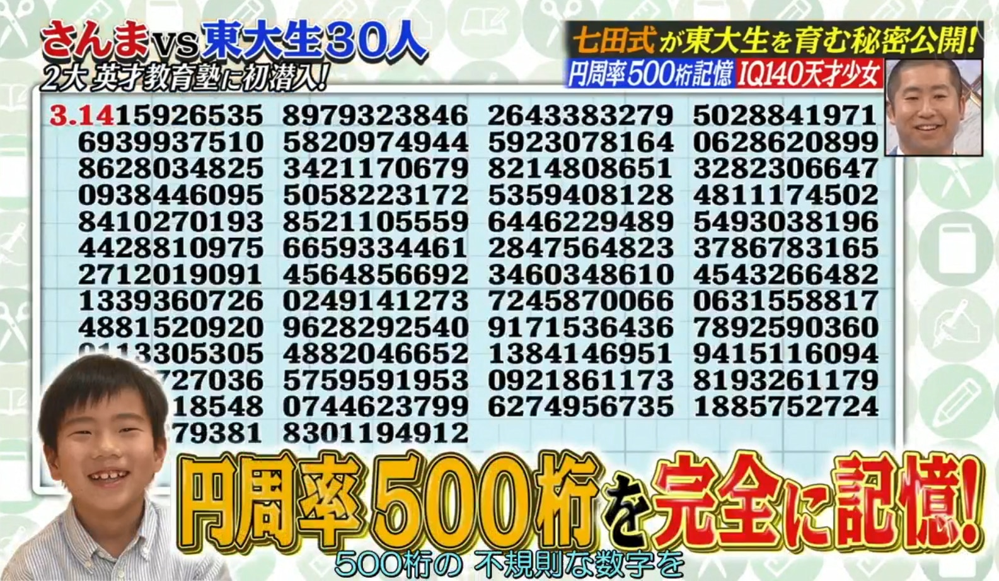 さんまvs東大生30人
2大 英才教育塾に初潜入!
七田式が東大生を育む秘密公開!
円周率500桁記憶 IQ140天才少女
3.1415926535 8979323846 2643383279 5028841971
6939937510 5820974944 5923078164 0628620899
8628034825 3421170679 8214808651 3282306647
0938446095 5058223172 5359408128 4811174502
8410270193 8521105559 6446229489 5493038196
4428810975 6659334461 2847564823 3786783165
2712019091 4564856692 3460348610 4543266482
1339360726 0249141273 7245870066 0631558817
4881520920 9628292540 9171536436 7892590360
0113305305 4882046652 1384146951 9415116094
727036 5759591953 0921861173 8193261179
18548 0744623799 6274956735 1885752724
79381 8301194912
円周率500桁を完全に記憶!
500桁の 不規則な数字を